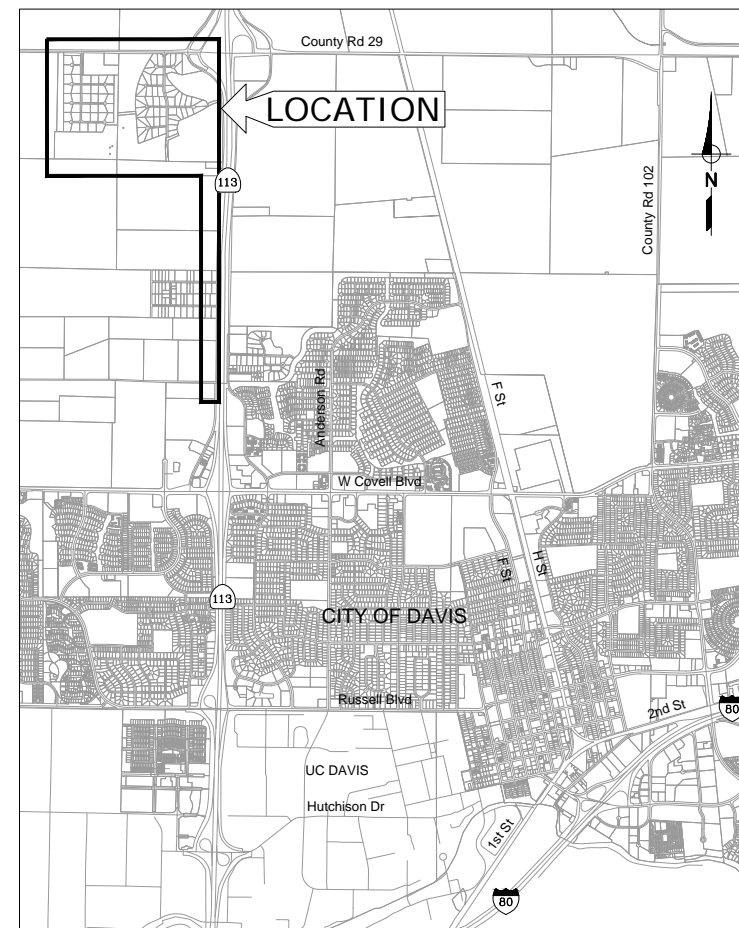 County Rd 29
LOCATION
113
N
County Rd 102
F St
Anderson Rd
W Covell Blvd
F St
H St
113
CITY OF DAVIS
Russell Blvd
2nd St
80
UC DAVIS
Hutchison Dr
1st St
80